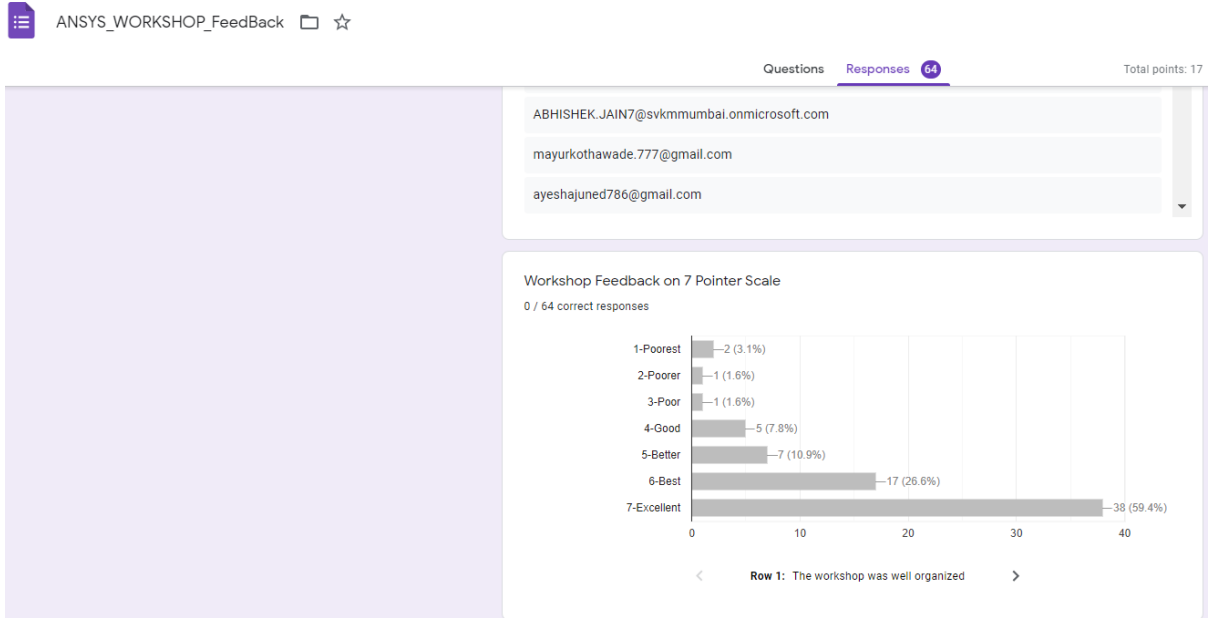 ANSYS_WORKSHOP_FeedBack
Questions Responses 64 Total points: 17
ABHISHEK.JAIN7@svkmmumbai.onmicrosoft.com
mayurkothawade.777@gmail.com
ayeshajuned786@gmail.com
Workshop Feedback on 7 Pointer Scale
0 / 64 correct responses
1-Poorest 2 (3.1%)
2-Poorer 1 (1.6%)
3-Poor 1 (1.6%)
4-Good 5 (7.8%)
5-Better 7 (10.9%)
6-Best 17 (26.6%)
7-Excellent 38 (59.4%)
0 10 20 30 40
Row 1: The workshop was well organized